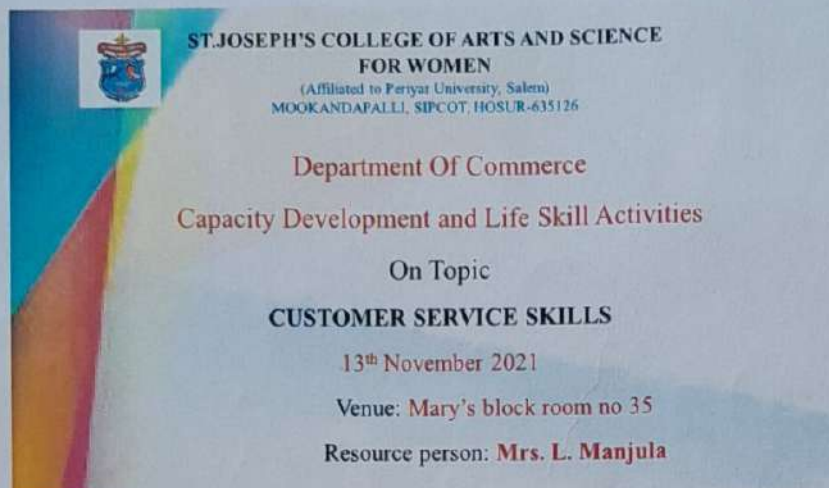 ST.JOSEPH'S COLLEGE OF ARTS AND SCIENCE
FOR WOMEN
(Affiliated to Periyar University, Salem)
MOOKANDAPALLI, SIPCOT, HOSUR-635126
Department Of Commerce
Capacity Development and Life Skill Activities
On Topic
CUSTOMER SERVICE SKILLS
13th November 2021
Venue: Mary's block room no 35
Resource person: Mrs. L. Manjula